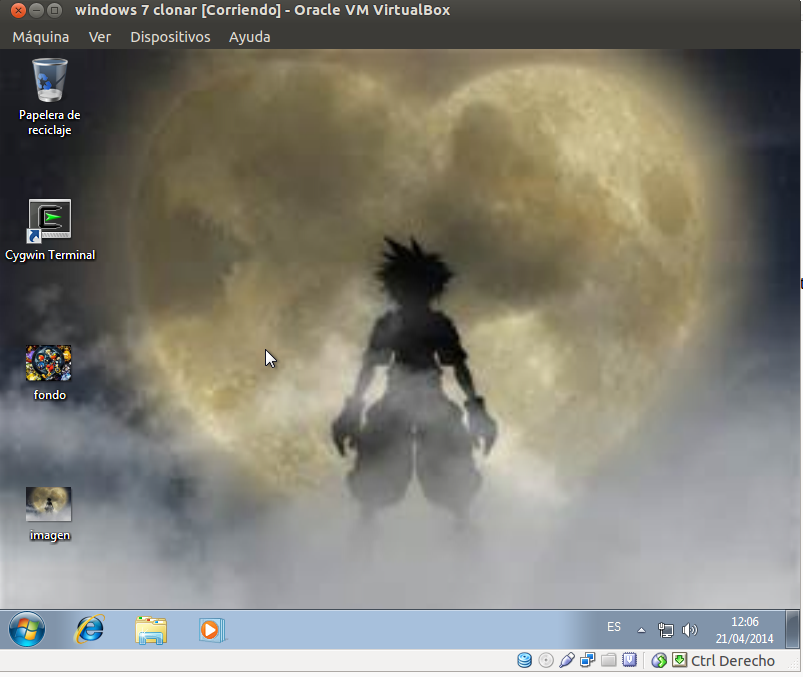 windows 7 clonar [Corriendo] - Oracle VM VirtualBox
Máquina Ver Dispositivos Ayuda
Papelera de
reciclaje
Cygwin Terminal
fondo
imagen
ES
12:06
21/04/2014
Ctrl Derecho